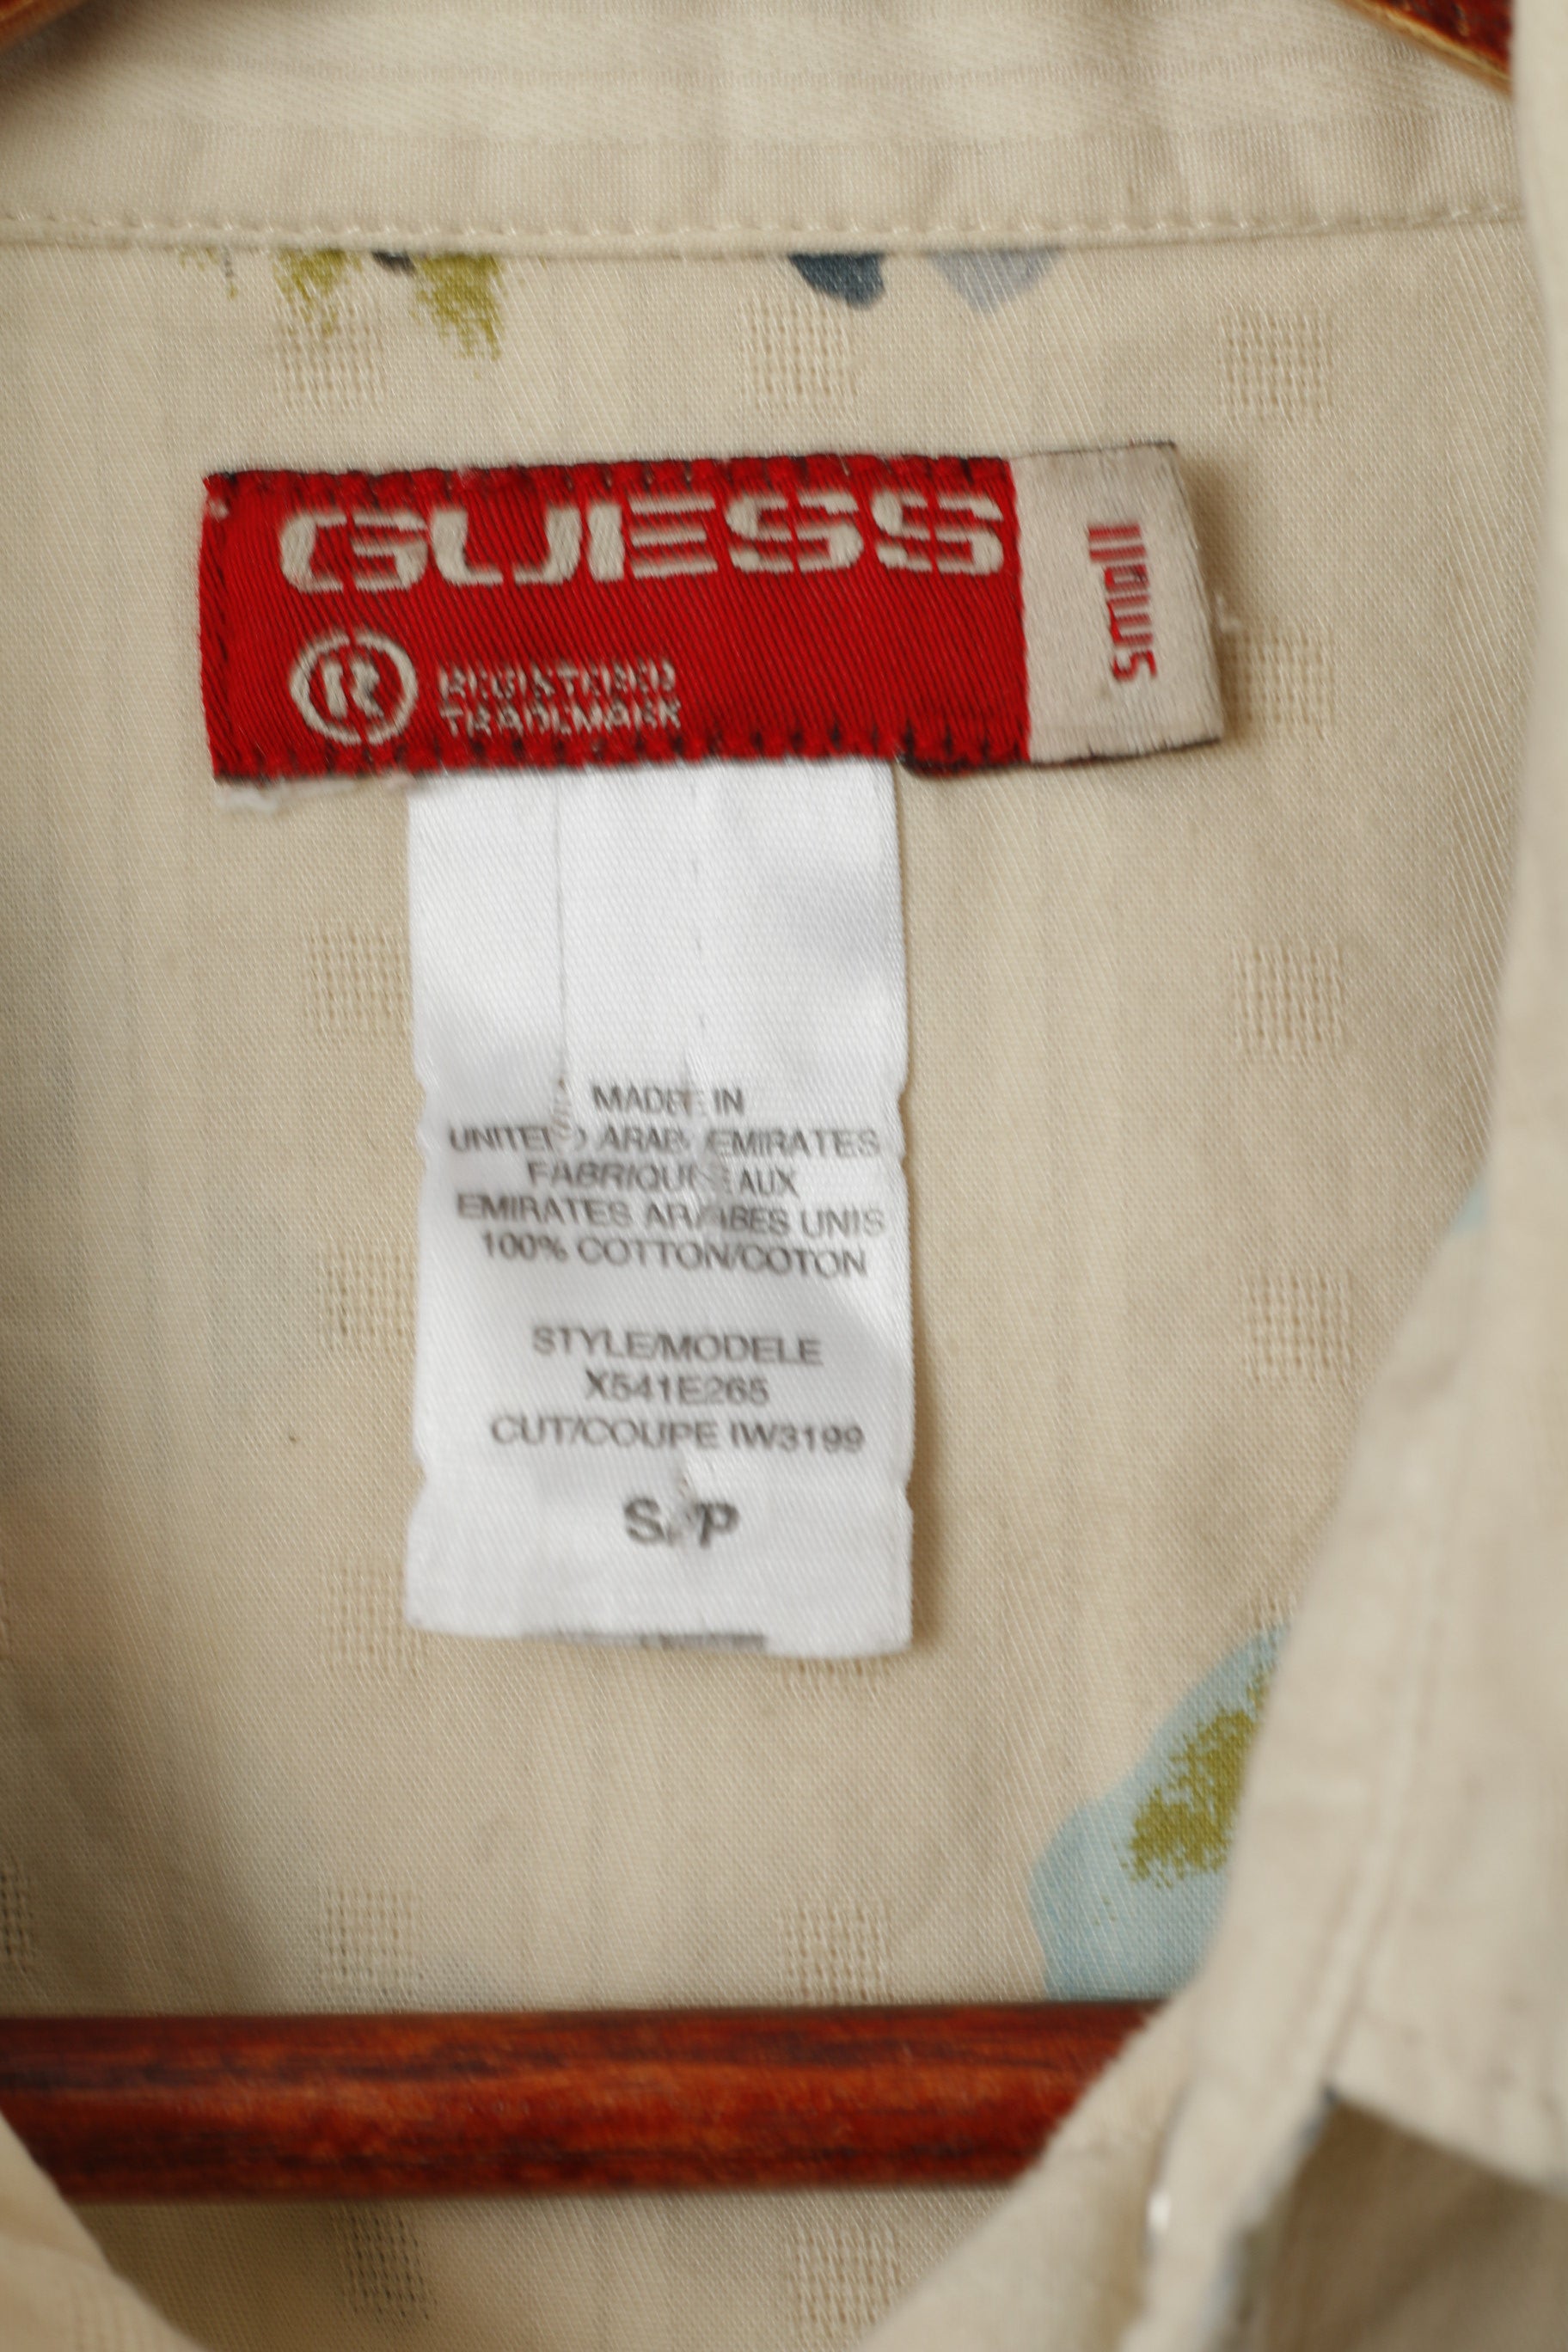 GUESS
small
® REGISTERED
TRADEMARK
MADE IN
UNITED ARAB EMIRATES
FABRIQUE AUX
EMIRATES ARABES UNIS
100% COTTON/COTON
STYLE/MODELE
X541E265
CUT/COUPE IW3199
S/P